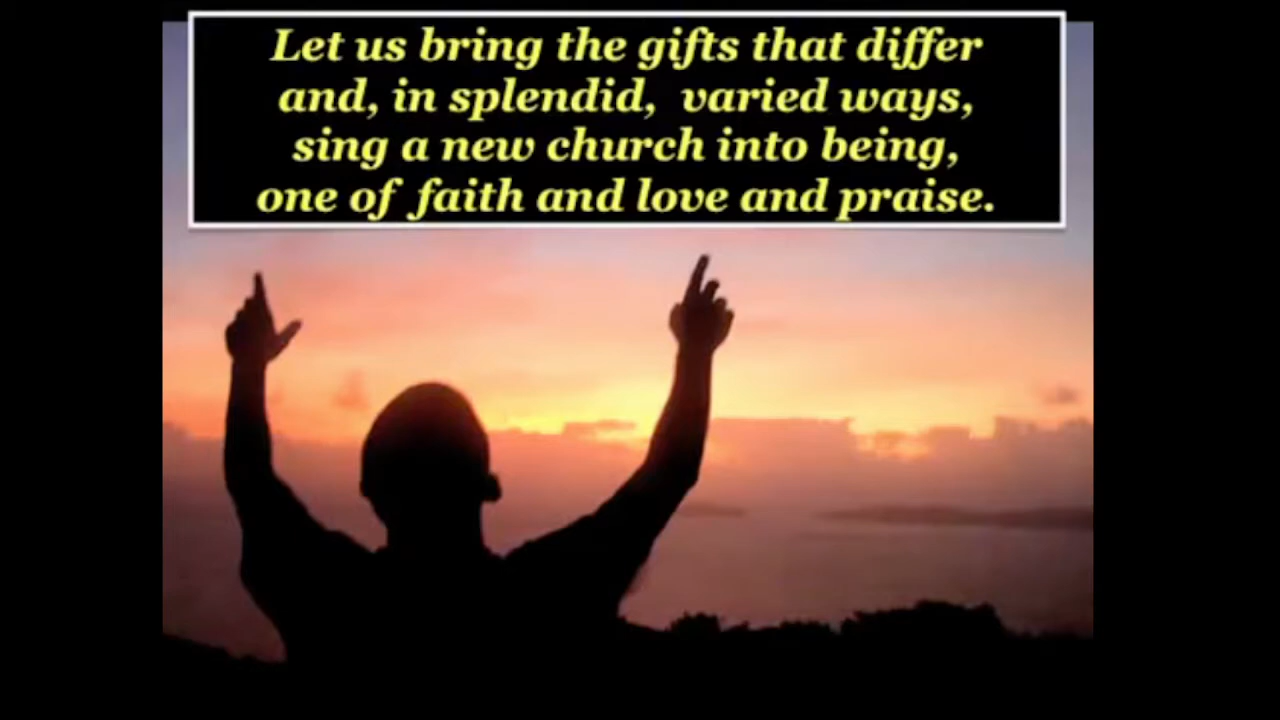 Let us bring the gifts that differ
and, in splendid, varied ways,
sing a new church into being,
one of faith and love and praise.